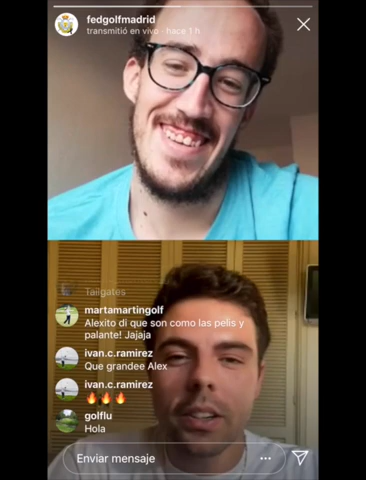 fedgolfmadrid
transmitió en vivo · hace 1 h
Tailgates
martamartingolf
Alexito di que son como las pelis y
palante! Jajaja
ivan.c.ramirez
Que grandee Alex
ivan.c.ramirez
🔥🔥🔥
golflu
Hola
Enviar mensaje